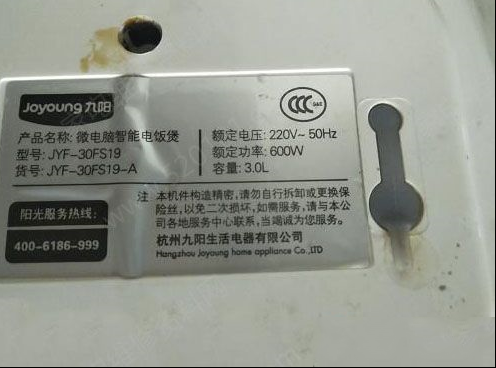 Joyoung 九阳
CCC S&E
产品名称: 微电脑智能电饭煲
型号: JYF-30FS19
货号: JYF-30FS19-A
额定电压: 220V~ 50Hz
额定功率: 600W
容量: 3.0L
阳光服务热线:
400-6186-999
注: 本机件构造精密, 请勿自行拆卸或更换保
险丝, 以免二次损坏, 如需服务, 请与本公
司各地服务中心联系, 当竭诚为您服务。
杭州九阳生活电器有限公司
Hangzhou Joyoung home appliance Co.,LTD